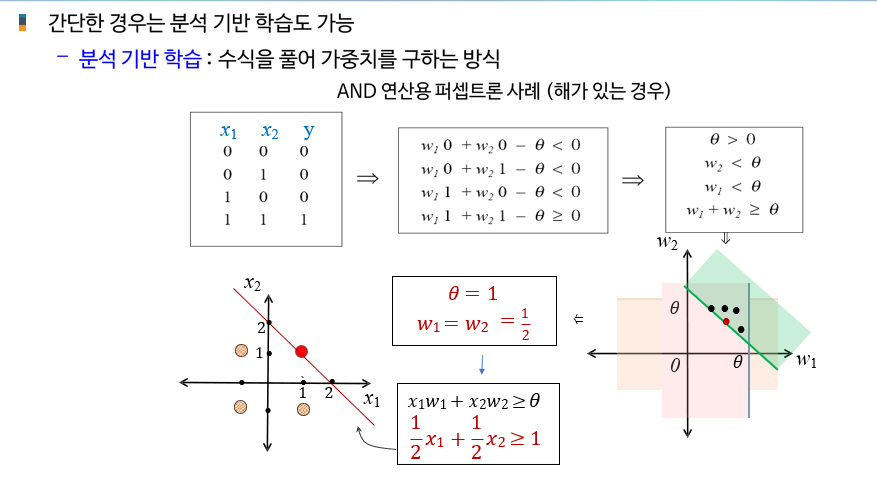 간단한 경우는 분석 기반 학습도 가능
– 분석 기반 학습 : 수식을 풀어 가중치를 구하는 방식
AND 연산용 퍼셉트론 사례 (해가 있는 경우)
x₁ x₂ y
0 0 0
0 1 0
1 0 0
1 1 1
⇒
w₁ 0 + w₂ 0 − θ < 0
w₁ 0 + w₂ 1 − θ < 0
w₁ 1 + w₂ 0 − θ < 0
w₁ 1 + w₂ 1 − θ ≥ 0
⇒
θ > 0
w₂ < θ
w₁ < θ
w₁ + w₂ ≥ θ
⇓
w₂
θ
0
θ
w₁
⇐
θ = 1
w₁ = w₂ = 1/2
x₁w₁ + x₂w₂ ≥ θ
1/2 x₁ + 1/2 x₂ ≥ 1
x₂
2
1
1 2
x₁